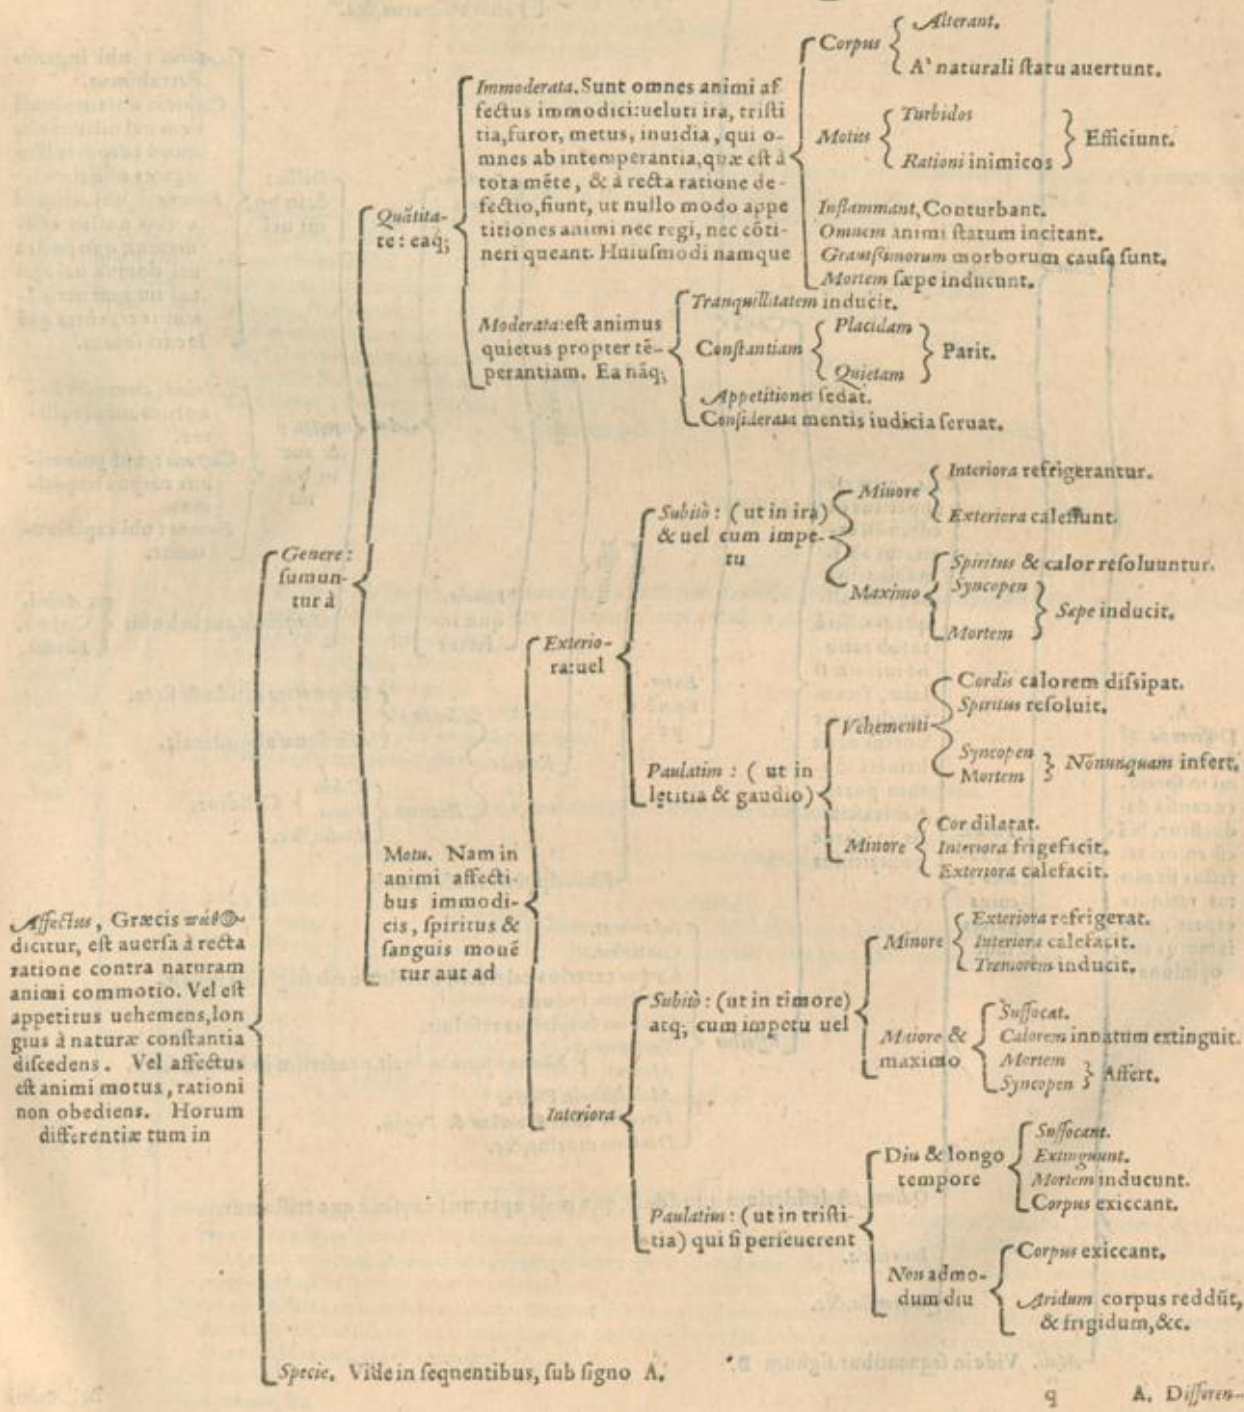 Affectus, Græcis πάθος
dicitur, est auersa à recta
ratione contra naturam
animi commotio. Vel est
appetitus uehemens, lon
gius à naturæ constantia
discedens. Vel affectus
est animi motus, rationi
non obediens. Horum
differentiæ tum in
Genere:
sumun-
tur à
Quãtita-
te: eaq;
Immoderata. Sunt omnes animi af
fectus immodici: ueluti ira, tristi
tia, furor, metus, inuidia, qui o-
mnes ab intemperantia, quæ est à
tota mẽte, & à recta ratione de-
fectio, fiunt, ut nullo modo appe
titiones animi nec regi, nec cõti-
neri queant. Huiusmodi namque
Corpus
Alterant.
A' naturali statu auertunt.
Motus
Turbidos
Rationi inimicos
Efficiunt.
Inflammant, Conturbant.
Omnem animi statum incitant.
Grauissimorum morborum causa sunt.
Mortem sæpe inducunt.
Moderata: est animus
quietus propter tẽ-
perantiam. Ea nãq;
Tranquillitatem inducit.
Constantiam
Placidam
Quietam
Parit.
Appetitiones sedat.
Considerata mentis iudicia seruat.
Motu. Nam in
animi affecti-
bus immodi-
cis, spiritus &
sanguis mouẽ
tur aut ad
Exterio-
ra: uel
Subitò: (ut in ira)
& uel cum impe-
tu
Minore
Interiora refrigerantur.
Exteriora calefiunt.
Maximo
Spiritus & calor resoluuntur.
Syncopen
Mortem
Sæpe inducit.
Paulatim: (ut in
lętitia & gaudio)
Vehementi
Cordis calorem dissipat.
Spiritus resoluit.
Syncopen
Mortem
Nonunquam infert.
Minore
Cor dilatat.
Interiora frigefacit.
Exteriora calefacit.
Interiora
Subitò: (ut in timore)
atq; cum impetu uel
Minore
Exteriora refrigerat.
Interiora calefacit.
Tremorem inducit.
Maiore &
maximo
Suffocat.
Calorem innatum extinguit.
Mortem
Syncopen
Affert.
Paulatim: (ut in tristi-
tia) qui si perseuerent
Diu & longo
tempore
Suffocant.
Extinguunt.
Mortem inducunt.
Corpus exiccant.
Non admo-
dum diu
Corpus exiccant.
Aridum corpus reddũt,
& frigidum, &c.
Specie. Vide in seqnentibus, sub signo A.
q
A. Differen-